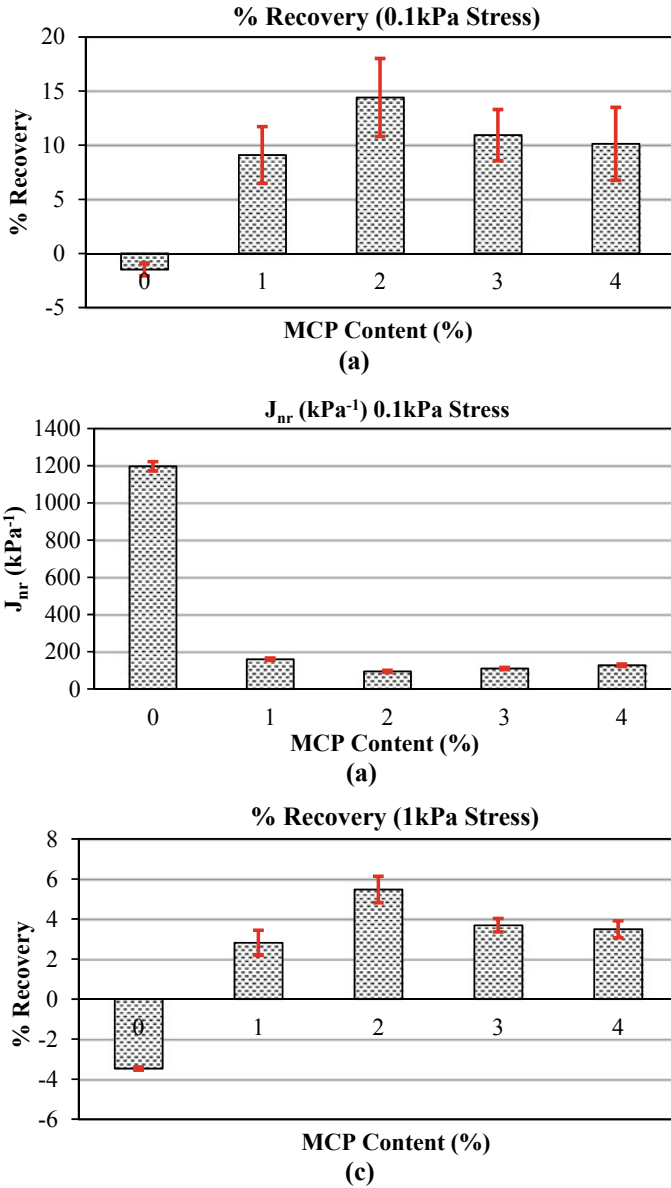 % Recovery (0.1kPa Stress)
20
15
10
5
0
-5
% Recovery
0 1 2 3 4
MCP Content (%)
(a)
Jnr (kPa-1) 0.1kPa Stress
1400
1200
1000
800
600
400
200
0
Jnr (kPa-1)
0 1 2 3 4
MCP Content (%)
(a)
% Recovery (1kPa Stress)
8
6
4
2
0
-2
-4
-6
% Recovery
0 1 2 3 4
MCP Content (%)
(c)